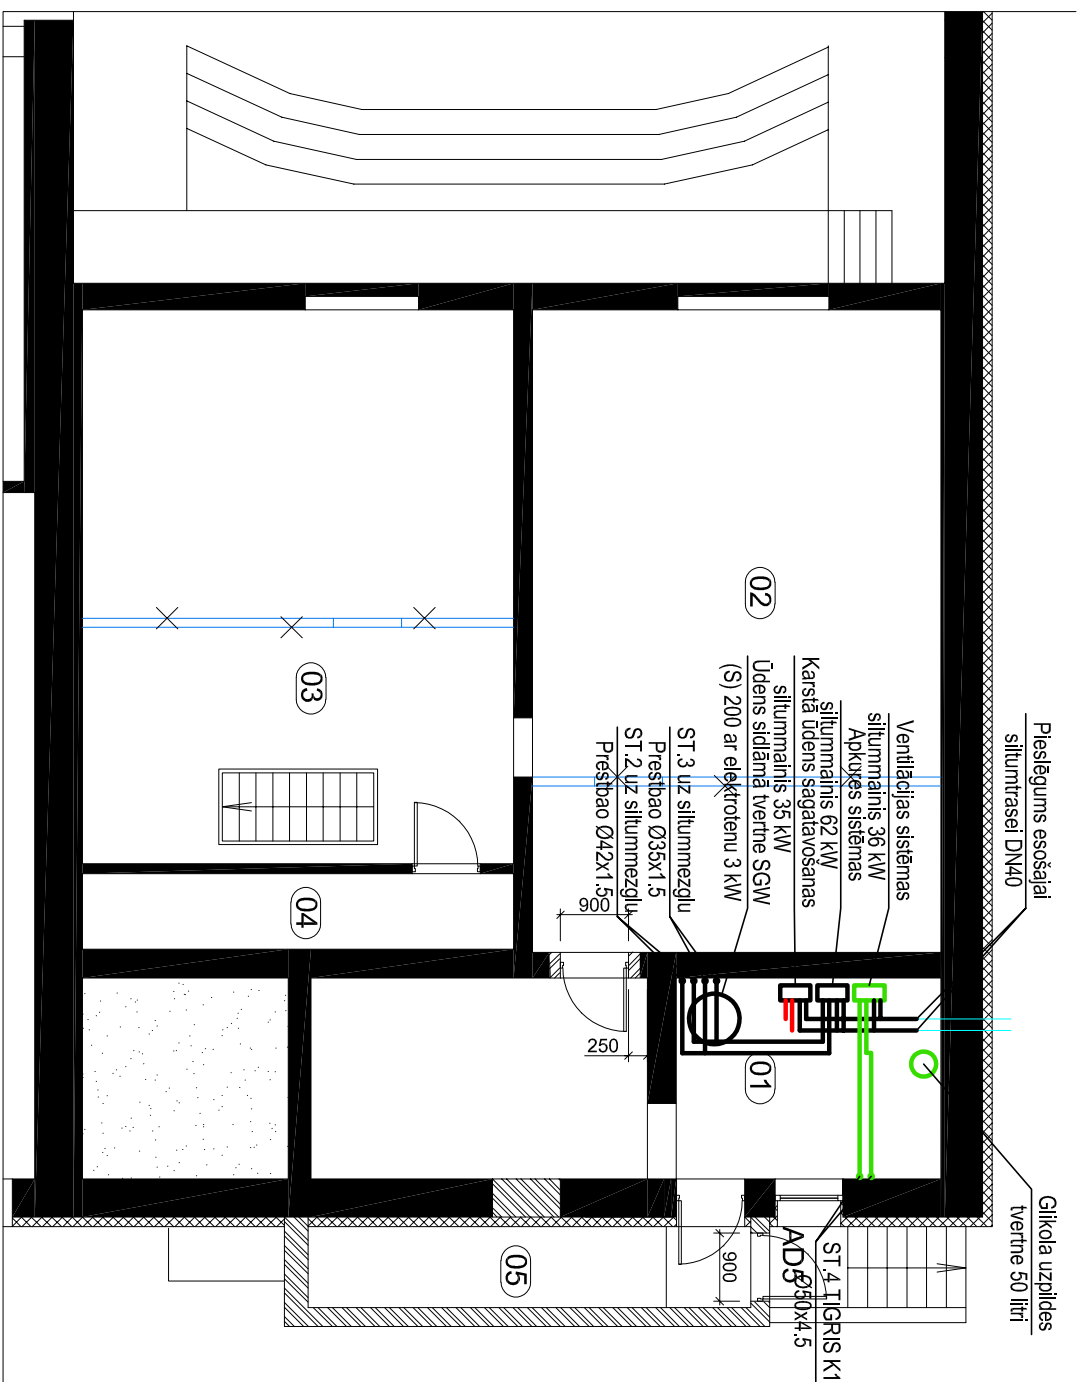 Pieslēgums esošajai
siltumtrasei DN40
Ventilācijas sistēmas
siltummainis 36 kW
Apkures sistēmas
siltummainis 62 kW
Karstā ūdens sagatavošanas
siltummainis 35 kW
Ūdens sidlāmā tvertne SGW
(S) 200 ar elektrotenu 3 kW
ST.3 uz siltummezglu
Prestbao Ø35x1.5
ST.2 uz siltummezglu
Prestbao Ø42x1.5
Glikola uzpildes
tvertne 50 litri
ST.4 TIGRIS K1
Ø50x4.5
AD5
02
03
04
01
05
900
250
900